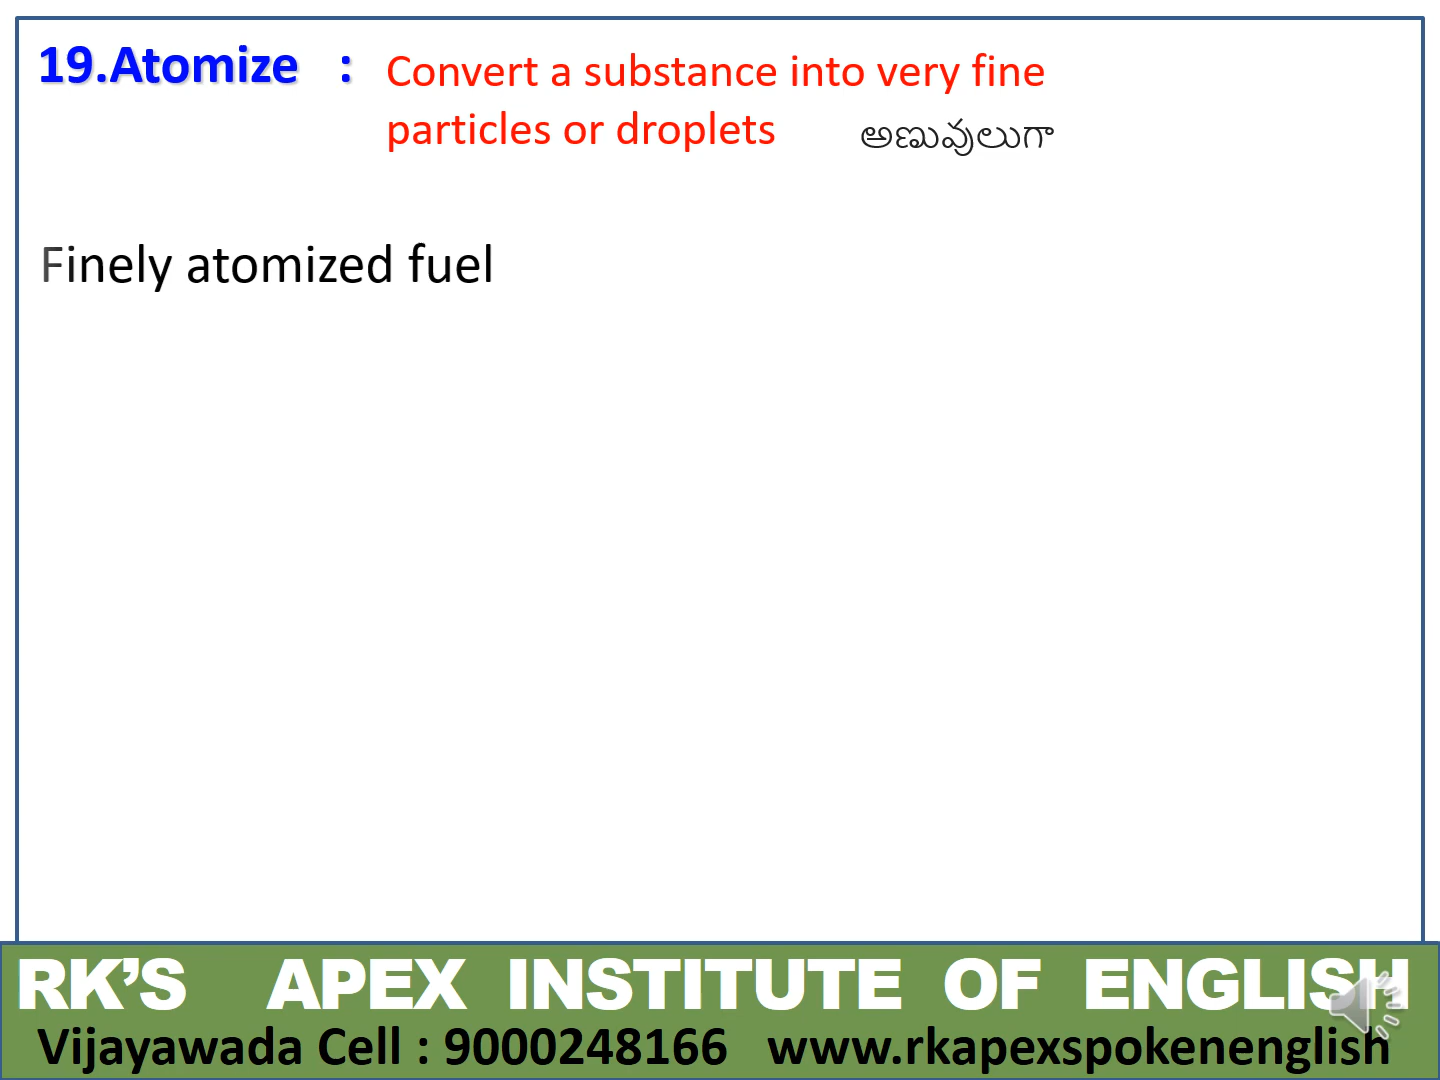 19.Atomize : Convert a substance into very fine
particles or droplets అణువులుగా
Finely atomized fuel
RK’S APEX INSTITUTE OF ENGLISH
Vijayawada Cell : 9000248166 www.rkapexspokenenglish